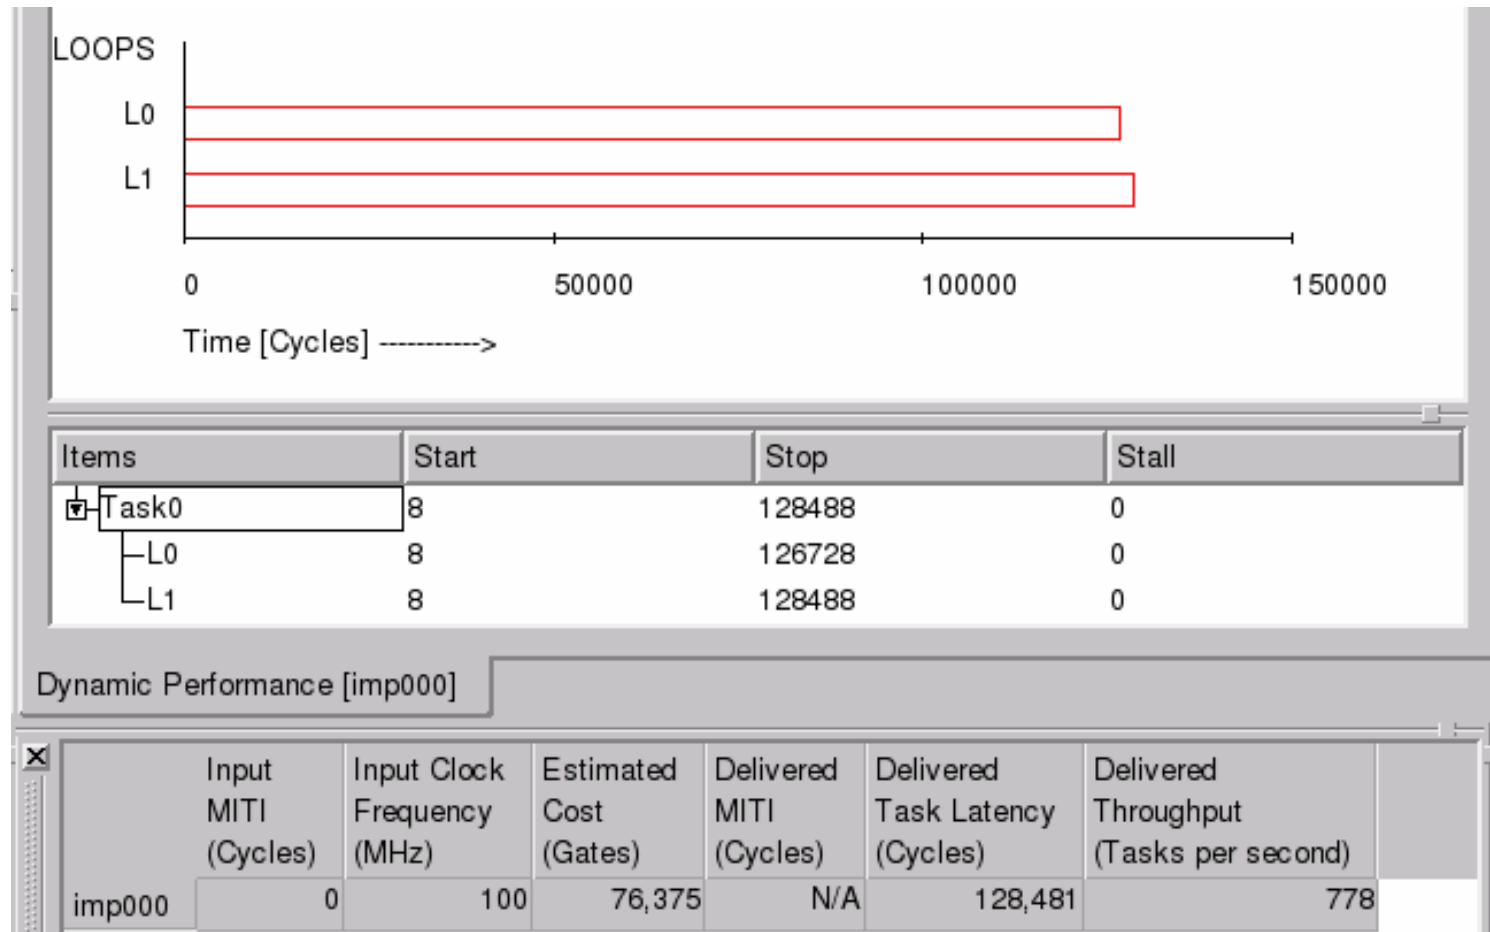 LOOPS
L0
L1
0 50000 100000 150000
Time [Cycles] ----------->
Items Start Stop Stall
Task0 8 128488 0
L0 8 126728 0
L1 8 128488 0
Dynamic Performance [imp000]
Input Input Clock Estimated Delivered Delivered Delivered
MITI Frequency Cost MITI Task Latency Throughput
(Cycles) (MHz) (Gates) (Cycles) (Cycles) (Tasks per second)
imp000 0 100 76,375 N/A 128,481 778